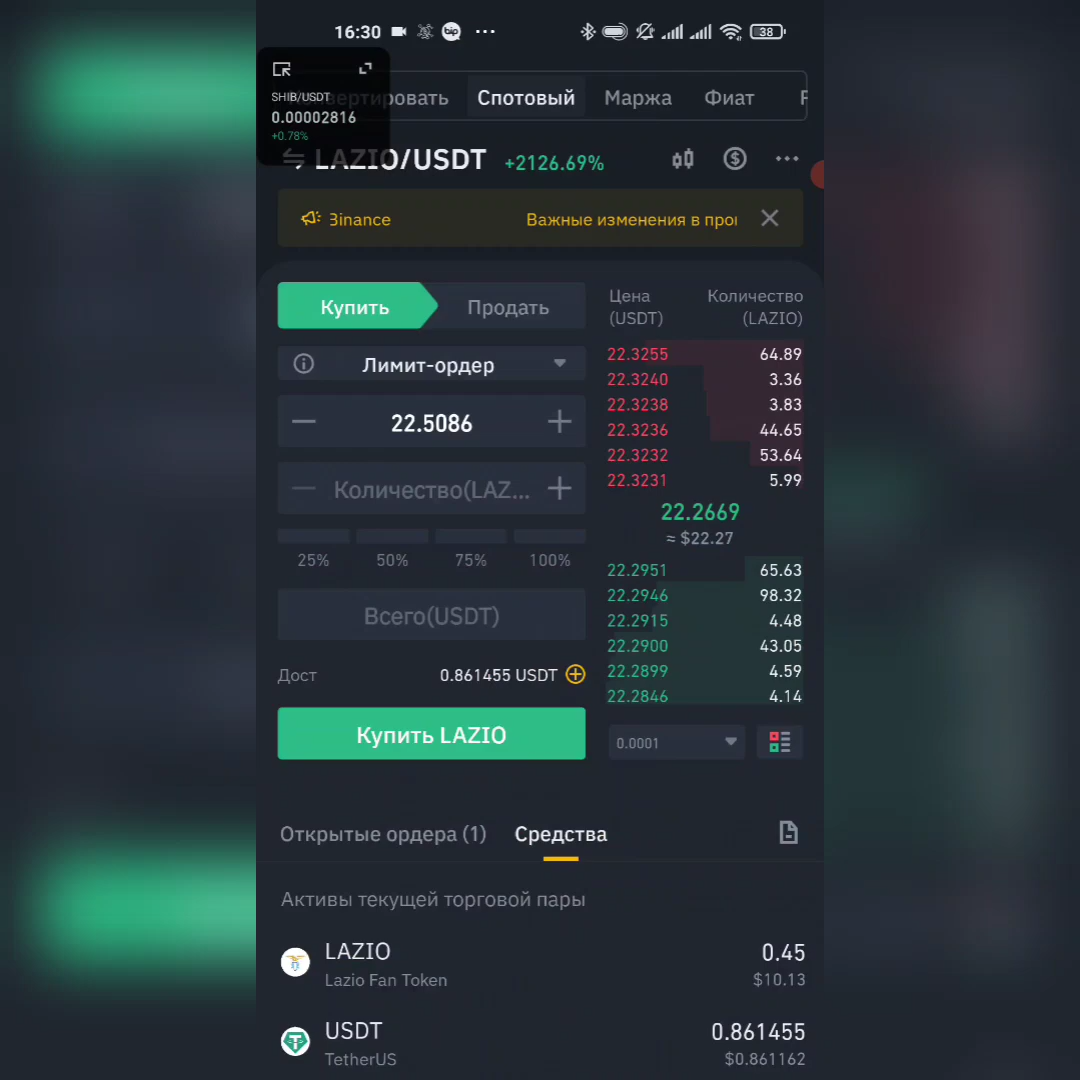 16:30
bip
38
SHIB/USDT
0.00002816
+0.78%
вертировать Спотовый Маржа Фиат F
LAZIO/USDT +2126.69%
Binance Важные изменения в про
Купить Продать
Лимит-ордер
22.5086
Количество(LAZ...
25% 50% 75% 100%
Всего(USDT)
Дост 0.861455 USDT
Купить LAZIO
Цена Количество
(USDT) (LAZIO)
22.3255 64.89
22.3240 3.36
22.3238 3.83
22.3236 44.65
22.3232 53.64
22.3231 5.99
22.2669
≈ $22.27
22.2951 65.63
22.2946 98.32
22.2915 4.48
22.2900 43.05
22.2899 4.59
22.2846 4.14
0.0001
Открытые ордера (1) Средства
Активы текущей торговой пары
LAZIO 0.45
Lazio Fan Token $10.13
USDT 0.861455
TetherUS $0.861162